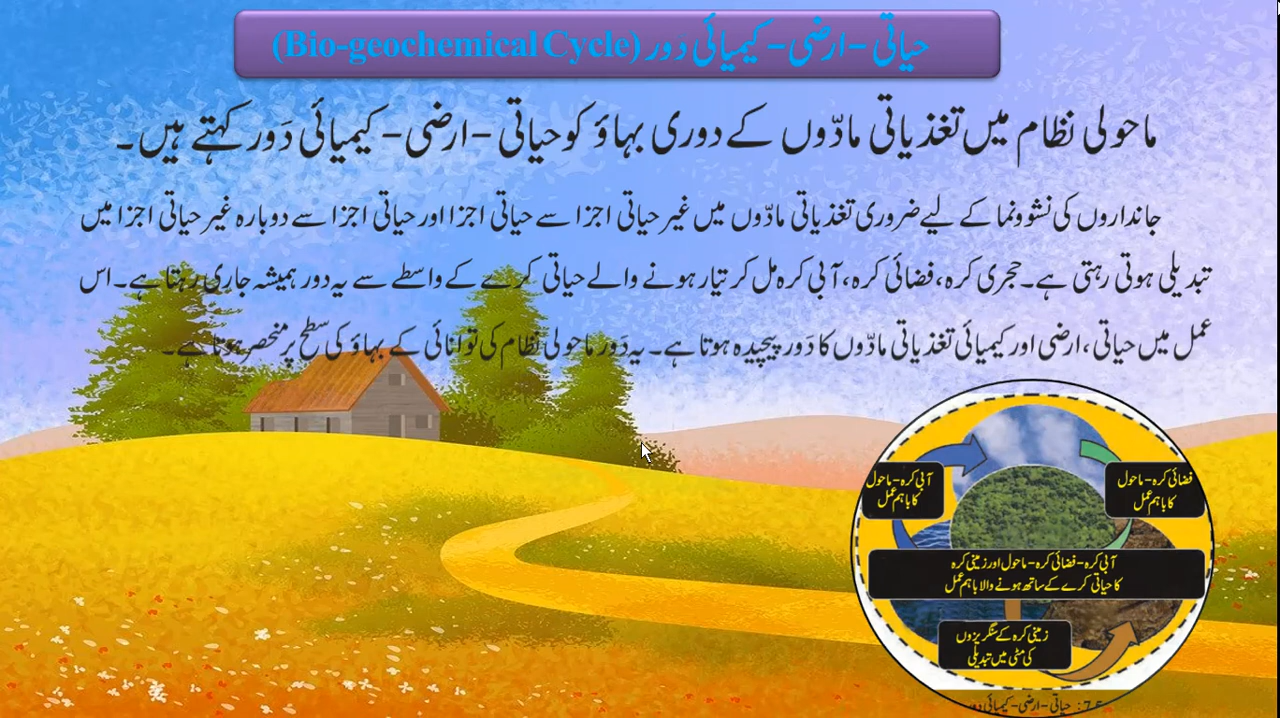 حیاتی - ارضی - کیمیائی دَور (Bio-geochemical Cycle)
ماحولی نظام میں تغذیاتی مادّوں کے دوری بہاؤ کو حیاتی - ارضی - کیمیائی دَور کہتے ہیں۔
جانداروں کی نشوونما کے لیے ضروری تغذیاتی مادّوں میں غیر حیاتی اجزا سے حیاتی اجزا اور حیاتی اجزا سے دوبارہ غیر حیاتی اجزا میں
تبدیلی ہوتی رہتی ہے۔ حجری کرہ، فضائی کرہ، آبی کرہ مل کر تیار ہونے والے حیاتی کرے کے واسطے سے یہ دور ہمیشہ جاری رہتا ہے۔ اس
عمل میں حیاتی، ارضی اور کیمیائی تغذیاتی مادّوں کا دَور پیچیدہ ہوتا ہے۔ یہ دَور ماحولی نظام کی توانائی کے بہاؤ کی سطح پر منحصر ہوتا ہے۔
فضائی کرہ - ماحول
کا باہم عمل
آبی کرہ - ماحول
کا باہم عمل
آبی کرہ - فضائی کرہ - ماحول اور زمینی کرہ
کا حیاتی کرے کے ساتھ ہونے والا باہم عمل
زمینی کرہ کے سنگریزوں
کی مٹی میں تبدیلی
: حیاتی - ارضی - کیمیائی دور